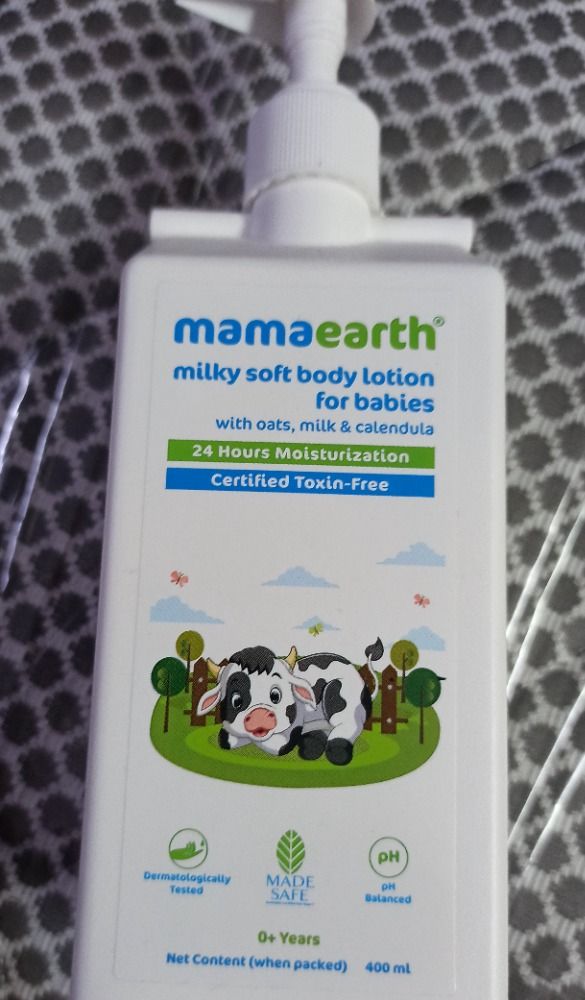 mamaearth®
milky soft body lotion
for babies
with oats, milk & calendula
24 Hours Moisturization
Certified Toxin-Free
Dermatologically
Tested
MADE
SAFE
pH
pH
Balanced
0+ Years
Net Content (when packed) 400 ml